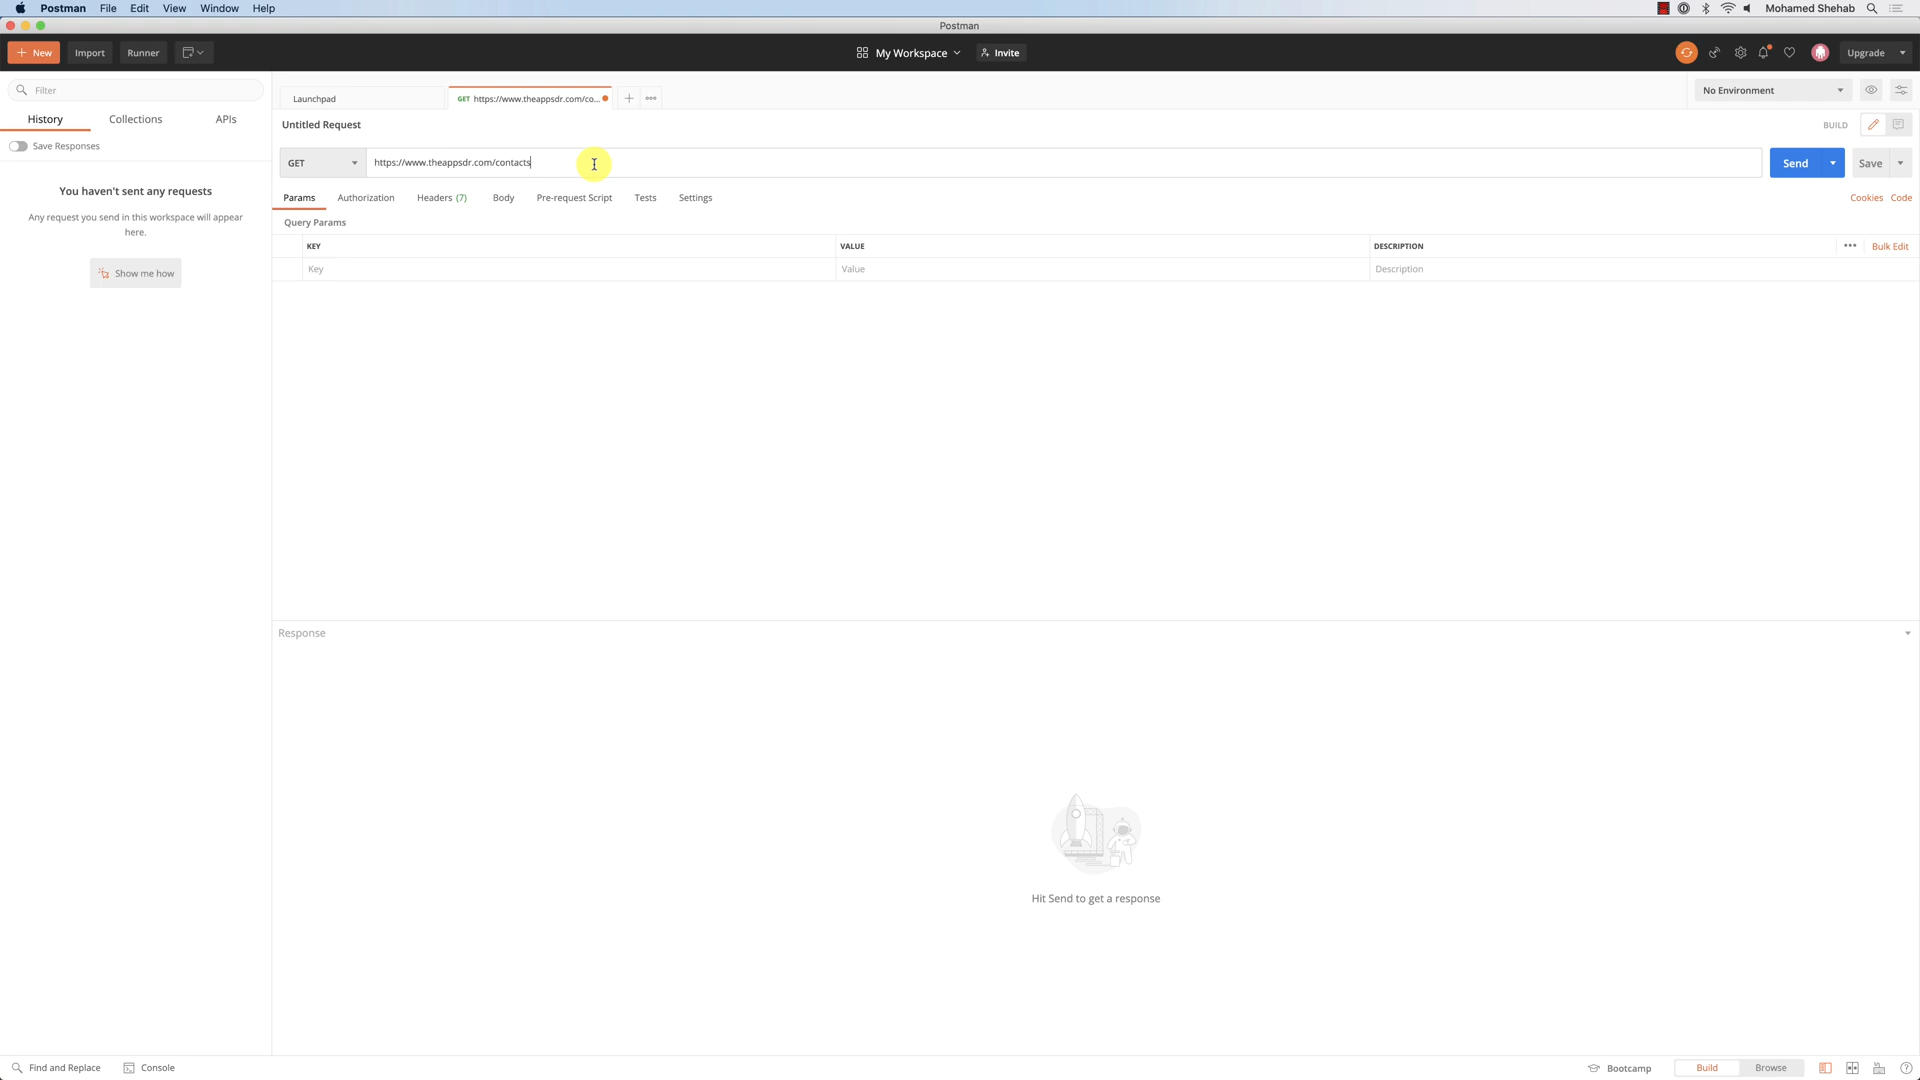 Postman File Edit View Window Help Mohamed Shehab
Postman
+ New Import Runner My Workspace Invite Upgrade
Filter
Launchpad GET https://www.theappsdr.com/co... No Environment
History Collections APIs
Untitled Request BUILD
Save Responses
GET https://www.theappsdr.com/contacts Send Save
You haven't sent any requests
Any request you send in this workspace will appear
here.
Show me how
Params Authorization Headers (7) Body Pre-request Script Tests Settings Cookies Code
Query Params
KEY VALUE DESCRIPTION ••• Bulk Edit
Key Value Description
Response
Hit Send to get a response
Find and Replace Console Bootcamp Build Browse